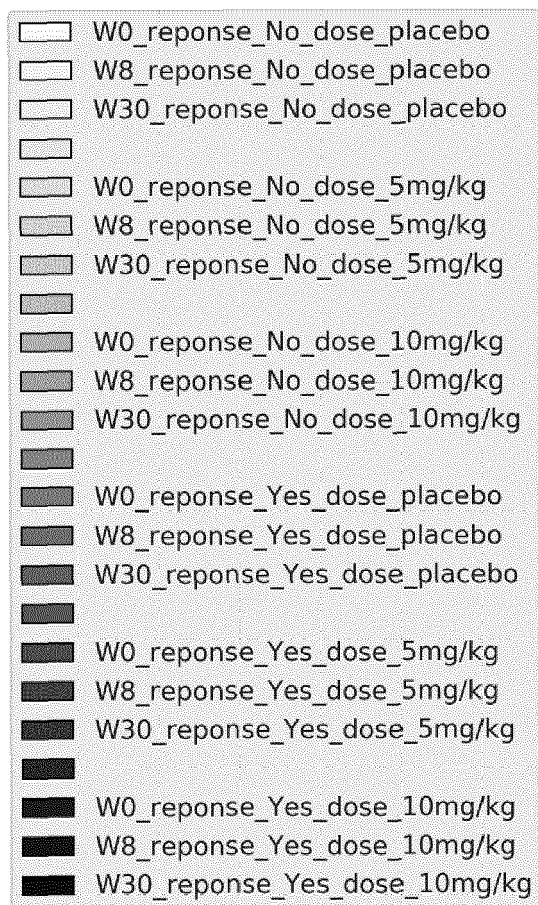 W0_reponse_No_dose_placebo
W8_reponse_No_dose_placebo
W30_reponse_No_dose_placebo
W0_reponse_No_dose_5mg/kg
W8_reponse_No_dose_5mg/kg
W30_reponse_No_dose_5mg/kg
W0_reponse_No_dose_10mg/kg
W8_reponse_No_dose_10mg/kg
W30_reponse_No_dose_10mg/kg
W0_reponse_Yes_dose_placebo
W8_reponse_Yes_dose_placebo
W30_reponse_Yes_dose_placebo
W0_reponse_Yes_dose_5mg/kg
W8_reponse_Yes_dose_5mg/kg
W30_reponse_Yes_dose_5mg/kg
W0_reponse_Yes_dose_10mg/kg
W8_reponse_Yes_dose_10mg/kg
W30_reponse_Yes_dose_10mg/kg